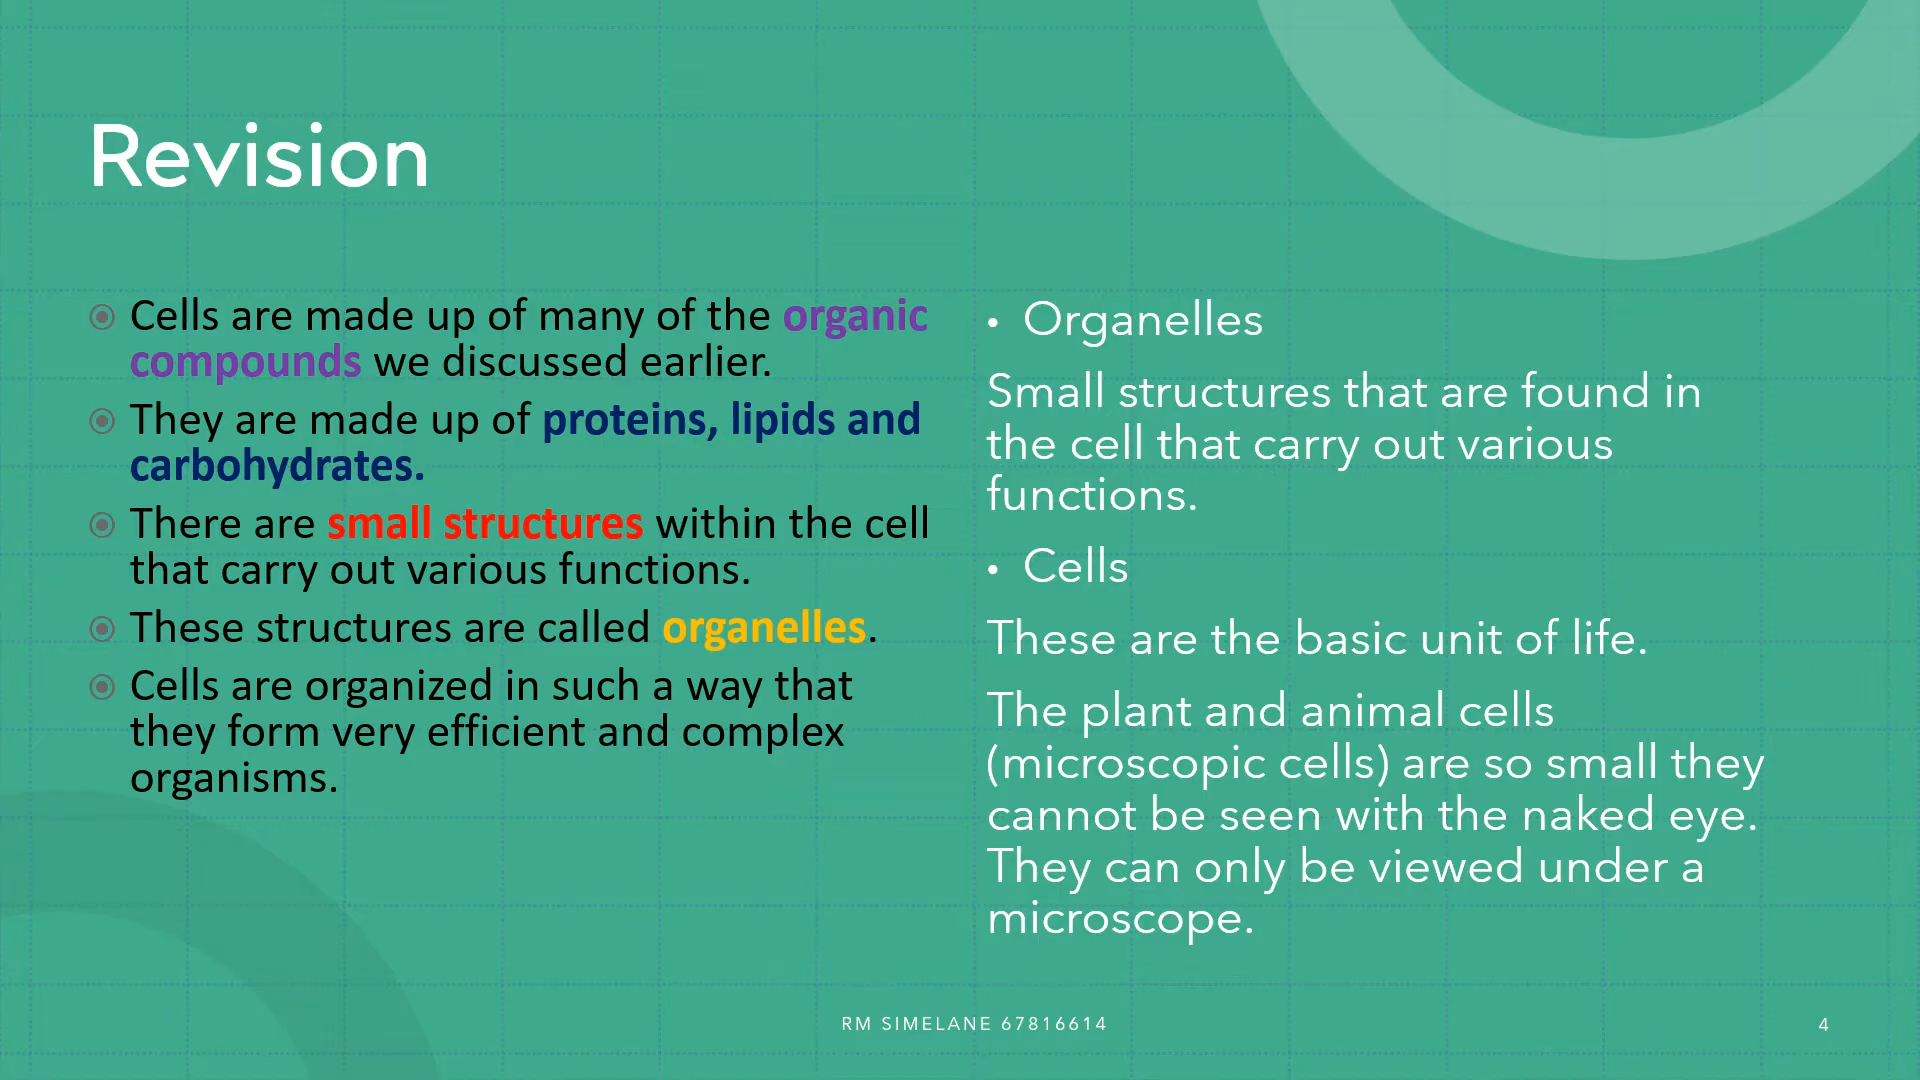 Revision
Cells are made up of many of the organic
compounds we discussed earlier.
They are made up of proteins, lipids and
carbohydrates.
There are small structures within the cell
that carry out various functions.
These structures are called organelles.
Cells are organized in such a way that
they form very efficient and complex
organisms.
• Organelles
Small structures that are found in
the cell that carry out various
functions.
• Cells
These are the basic unit of life.
The plant and animal cells
(microscopic cells) are so small they
cannot be seen with the naked eye.
They can only be viewed under a
microscope.
RM SIMELANE 67816614
4